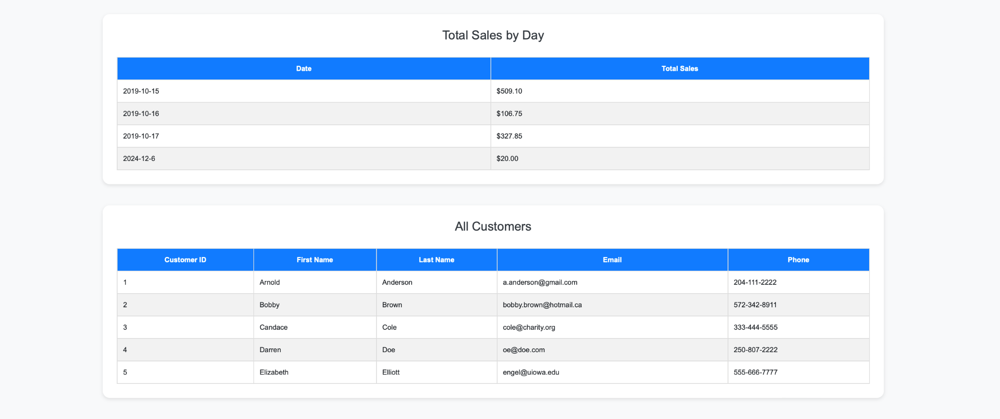 Total Sales by Day
Date Total Sales
2019-10-15 $509.10
2019-10-16 $106.75
2019-10-17 $327.85
2024-12-6 $20.00
All Customers
Customer ID First Name Last Name Email Phone
1 Arnold Anderson a.anderson@gmail.com 204-111-2222
2 Bobby Brown bobby.brown@hotmail.ca 572-342-8911
3 Candace Cole cole@charity.org 333-444-5555
4 Darren Doe oe@doe.com 250-807-2222
5 Elizabeth Elliott engel@uiowa.edu 555-666-7777